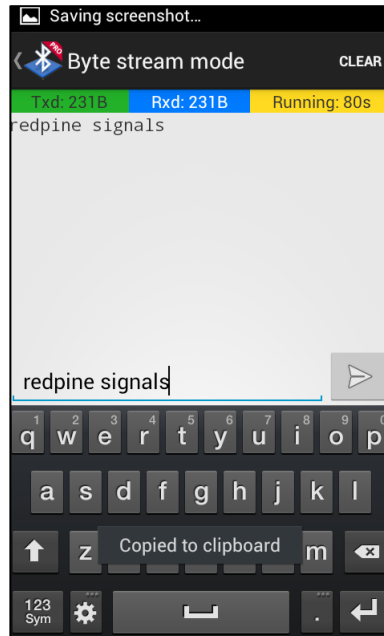 Saving screenshot...
PRO
Byte stream mode
CLEAR
Txd: 231B Rxd: 231B Running: 80s
redpine signals
redpine signals
1 2 3 4 5 6 7 8 9 0
q w e r t y u i o p
a s d f g h j k l
z m
Copied to clipboard
123
Sym
.